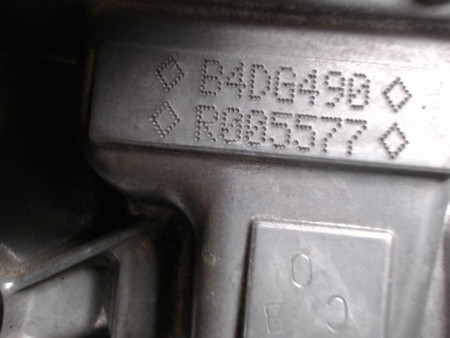 ◇ B4DG490 ◇
◇ R005577 ◇
O
E C